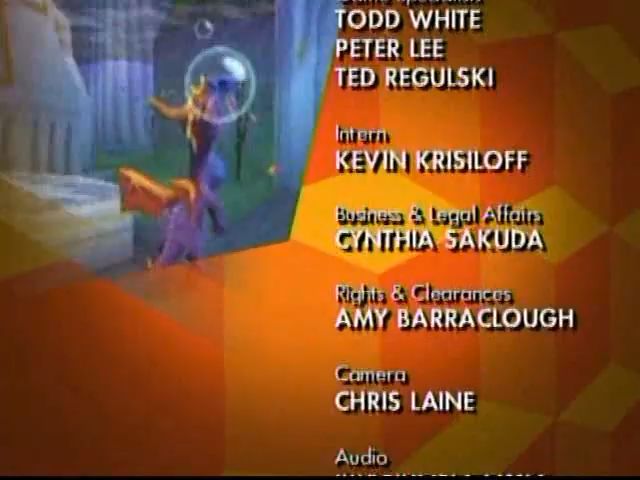 TODD WHITE
PETER LEE
TED REGULSKI
Intern
KEVIN KRISILOFF
Business & Legal Affairs
CYNTHIA SAKUDA
Rights & Clearances
AMY BARRACLOUGH
Camera
CHRIS LAINE
Audio